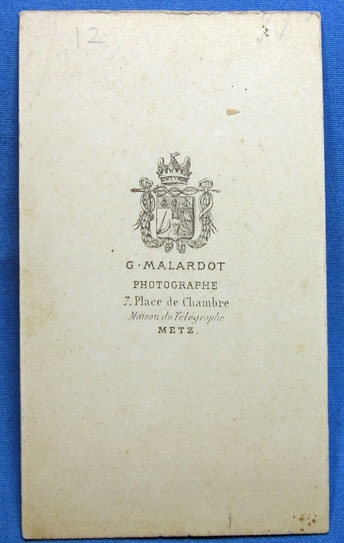 12
G. MALARDOT
PHOTOGRAPHE
7, Place de Chambre
Maison du Télégraphe
METZ.